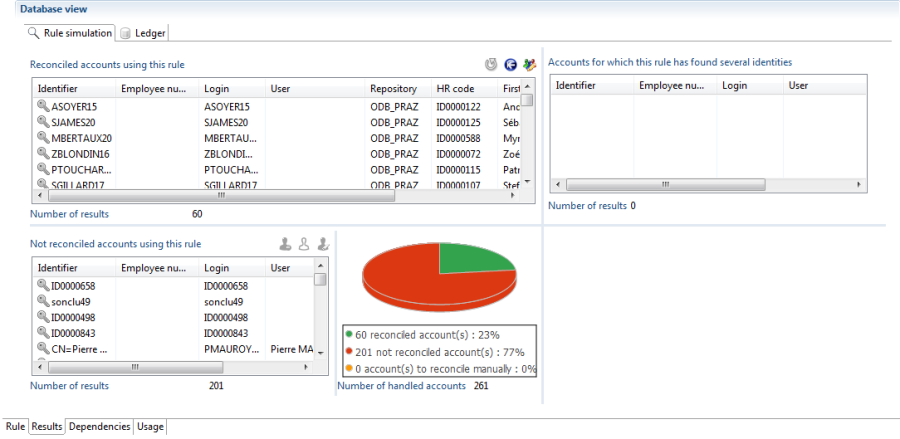 Database view
Rule simulation Ledger
Reconciled accounts using this rule
Identifier Employee nu... Login User Repository HR code First
ASOYER15 ASOYER15 ODB_PRAZ ID0000122 And
SJAMES20 SJAMES20 ODB_PRAZ ID0000125 Séb
MBERTAUX20 MBERTAU... ODB_PRAZ ID0000588 Myr
ZBLONDIN16 ZBLONDI... ODB_PRAZ ID0000072 Zoé
PTOUCHAR... PTOUCHA... ODB_PRAZ ID0000115 Patr
SGILLARD17 SGILLARD17 ODB_PRAZ ID0000107 Stef
Number of results 60
Accounts for which this rule has found several identities
Identifier Employee nu... Login User
Number of results 0
Not reconciled accounts using this rule
Identifier Employee nu... Login User
ID0000658 ID0000658
sonclu49 sonclu49
ID0000498 ID0000498
ID0000843 ID0000843
CN=Pierre ... PMAUROY... Pierre MA
Number of results 201
60 reconciled account(s) : 23%
201 not reconciled account(s) : 77%
0 account(s) to reconcile manually : 0%
Number of handled accounts 261
Rule Results Dependencies Usage